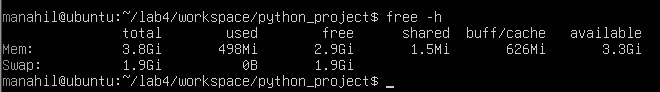 manahil@ubuntu:~/lab4/workspace/python_project$ free -h
total used free shared buff/cache available
Mem: 3.8Gi 498Mi 2.9Gi 1.5Mi 626Mi 3.3Gi
Swap: 1.9Gi 0B 1.9Gi
manahil@ubuntu:~/lab4/workspace/python_project$ _